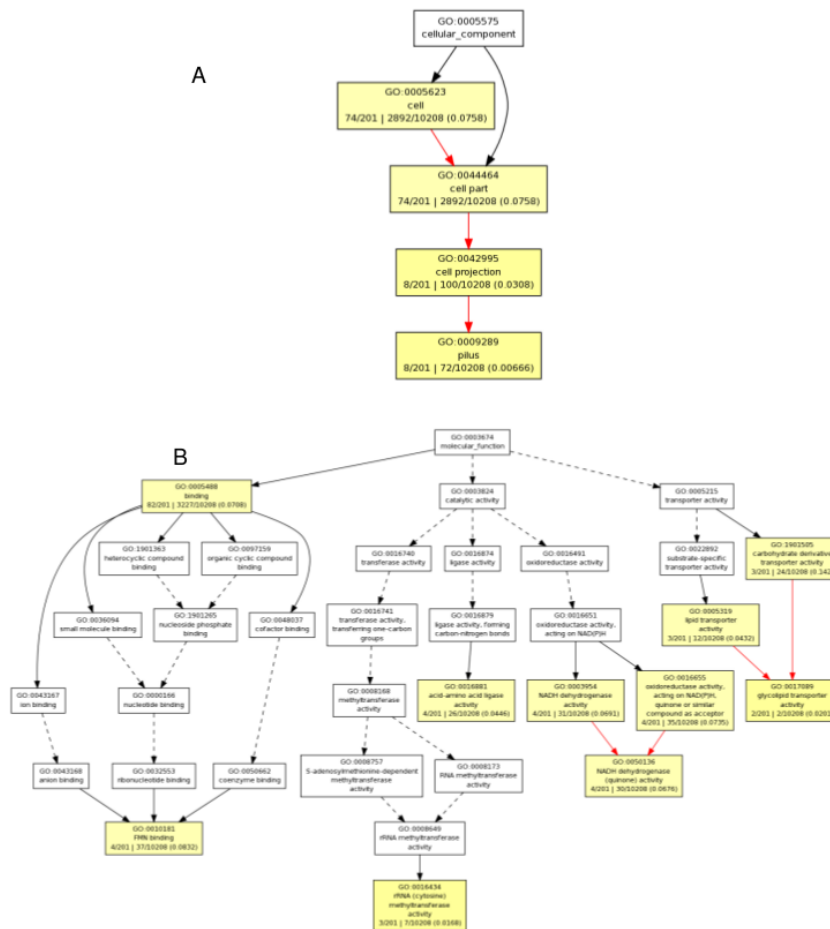 A
GO:0005575
cellular_component
GO:0005623
cell
74/201 | 2892/10208 (0.0758)
GO:0044464
cell part
74/201 | 2892/10208 (0.0758)
GO:0042995
cell projection
8/201 | 100/10208 (0.0308)
GO:0009289
pilus
8/201 | 72/10208 (0.00666)
B
GO:0003674
molecular_function
GO:0005488
binding
82/201 | 3227/10208 (0.0708)
GO:0003824
catalytic activity
GO:0005215
transporter activity
GO:1901363
heterocyclic compound
binding
GO:0097159
organic cyclic compound
binding
GO:0016740
transferase activity
GO:0016874
ligase activity
GO:0016491
oxidoreductase activity
GO:0022892
substrate-specific
transporter activity
GO:1901505
carbohydrate derivative
transporter activity
3/201 | 24/10208 (0.142
GO:0036094
small molecule binding
GO:1901265
nucleoside phosphate
binding
GO:0048037
cofactor binding
GO:0016741
transferase activity,
transferring one-carbon
groups
GO:0016879
ligase activity, forming
carbon-nitrogen bonds
GO:0016651
oxidoreductase activity,
acting on NAD(P)H
GO:0005319
lipid transporter
activity
3/201 | 12/10208 (0.0432)
GO:0043167
ion binding
GO:0000166
nucleotide binding
GO:0008168
methyltransferase
activity
GO:0016881
acid-amino acid ligase
activity
4/201 | 26/10208 (0.0446)
GO:0003954
NADH dehydrogenase
activity
4/201 | 31/10208 (0.0691)
GO:0016655
oxidoreductase activity,
acting on NAD(P)H,
quinone or similar
compound as acceptor
4/201 | 35/10208 (0.0735)
GO:0017089
glycolipid transporter
activity
2/201 | 2/10208 (0.0201
GO:0043168
anion binding
GO:0032553
ribonucleotide binding
GO:0050662
coenzyme binding
GO:0008757
S-adenosylmethionine-dependent
methyltransferase
activity
GO:0008173
RNA methyltransferase
activity
GO:0050136
NADH dehydrogenase
(quinone) activity
4/201 | 30/10208 (0.0676)
GO:0010181
FMN binding
4/201 | 37/10208 (0.0832)
GO:0008649
rRNA methyltransferase
activity
GO:0016434
rRNA (cytosine)
methyltransferase
activity
3/201 | 7/10208 (0.0168)